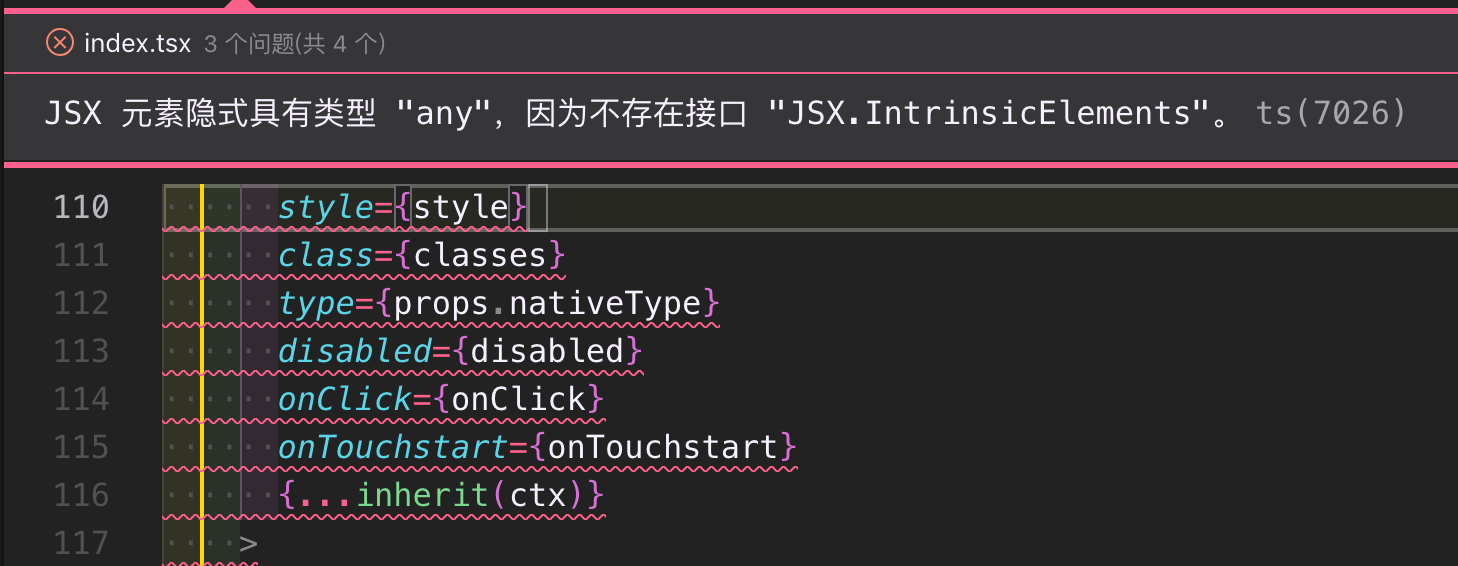 index.tsx 3 个问题(共 4 个)
JSX 元素隐式具有类型 "any"，因为不存在接口 "JSX.IntrinsicElements"。 ts(7026)
110 style={style}
111 class={classes}
112 type={props.nativeType}
113 disabled={disabled}
114 onClick={onClick}
115 onTouchstart={onTouchstart}
116 {...inherit(ctx)}
117 >